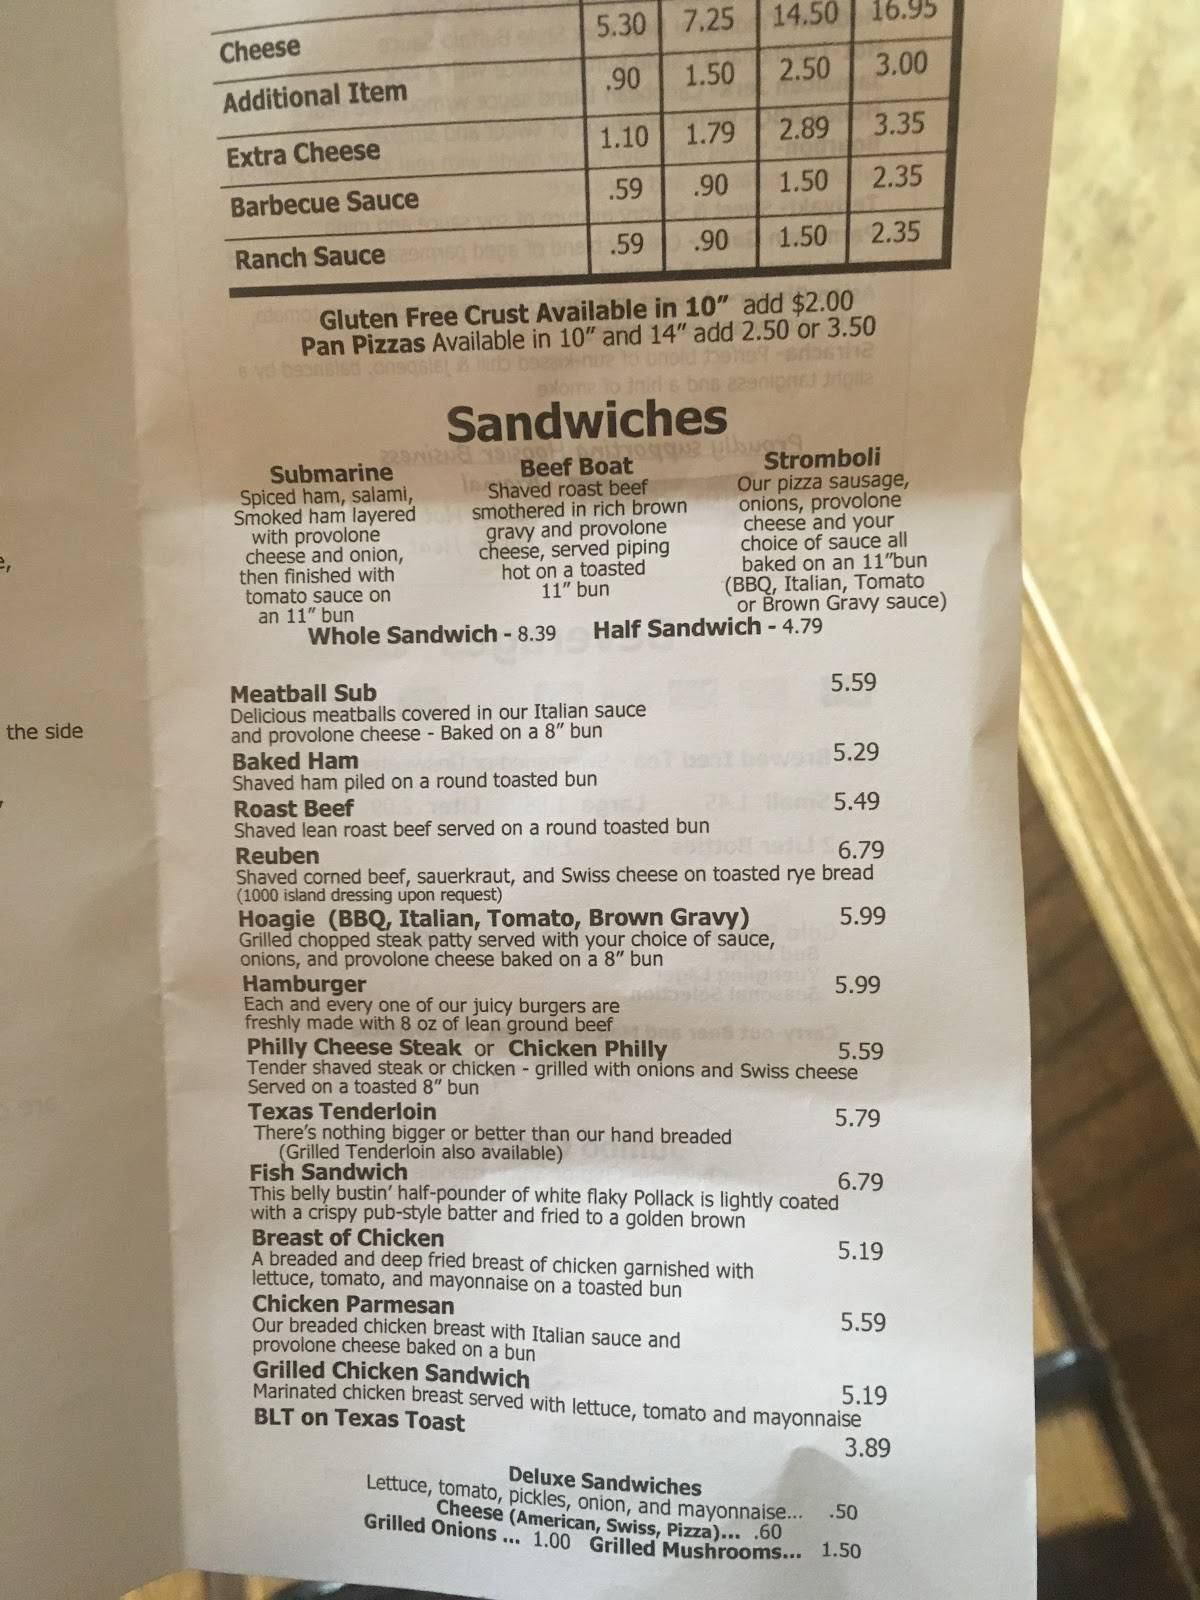 Cheese 5.30 7.25 14.50 16.95
Additional Item .90 1.50 2.50 3.00
Extra Cheese 1.10 1.79 2.89 3.35
Barbecue Sauce .59 .90 1.50 2.35
Ranch Sauce .59 .90 1.50 2.35
Gluten Free Crust Available in 10” add $2.00
Pan Pizzas Available in 10” and 14” add 2.50 or 3.50
Sandwiches
Submarine
Spiced ham, salami,
Smoked ham layered
with provolone
cheese and onion,
then finished with
tomato sauce on
an 11” bun
Beef Boat
Shaved roast beef
smothered in rich brown
gravy and provolone
cheese, served piping
hot on a toasted
11” bun
Stromboli
Our pizza sausage,
onions, provolone
cheese and your
choice of sauce all
baked on an 11”bun
(BBQ, Italian, Tomato
or Brown Gravy sauce)
Whole Sandwich - 8.39 Half Sandwich - 4.79
Meatball Sub 5.59
Delicious meatballs covered in our Italian sauce
and provolone cheese - Baked on a 8” bun
Baked Ham 5.29
Shaved ham piled on a round toasted bun
Roast Beef 5.49
Shaved lean roast beef served on a round toasted bun
Reuben 6.79
Shaved corned beef, sauerkraut, and Swiss cheese on toasted rye bread
(1000 island dressing upon request)
Hoagie (BBQ, Italian, Tomato, Brown Gravy) 5.99
Grilled chopped steak patty served with your choice of sauce,
onions, and provolone cheese baked on a 8” bun
Hamburger 5.99
Each and every one of our juicy burgers are
freshly made with 8 oz of lean ground beef
Philly Cheese Steak or Chicken Philly 5.59
Tender shaved steak or chicken - grilled with onions and Swiss cheese
Served on a toasted 8” bun
Texas Tenderloin 5.79
There’s nothing bigger or better than our hand breaded
(Grilled Tenderloin also available)
Fish Sandwich 6.79
This belly bustin’ half-pounder of white flaky Pollack is lightly coated
with a crispy pub-style batter and fried to a golden brown
Breast of Chicken 5.19
A breaded and deep fried breast of chicken garnished with
lettuce, tomato, and mayonnaise on a toasted bun
Chicken Parmesan 5.59
Our breaded chicken breast with Italian sauce and
provolone cheese baked on a bun
Grilled Chicken Sandwich 5.19
Marinated chicken breast served with lettuce, tomato and mayonnaise
BLT on Texas Toast 3.89
Deluxe Sandwiches
Lettuce, tomato, pickles, onion, and mayonnaise... .50
Cheese (American, Swiss, Pizza)... .60
Grilled Onions ... 1.00 Grilled Mushrooms... 1.50
the side